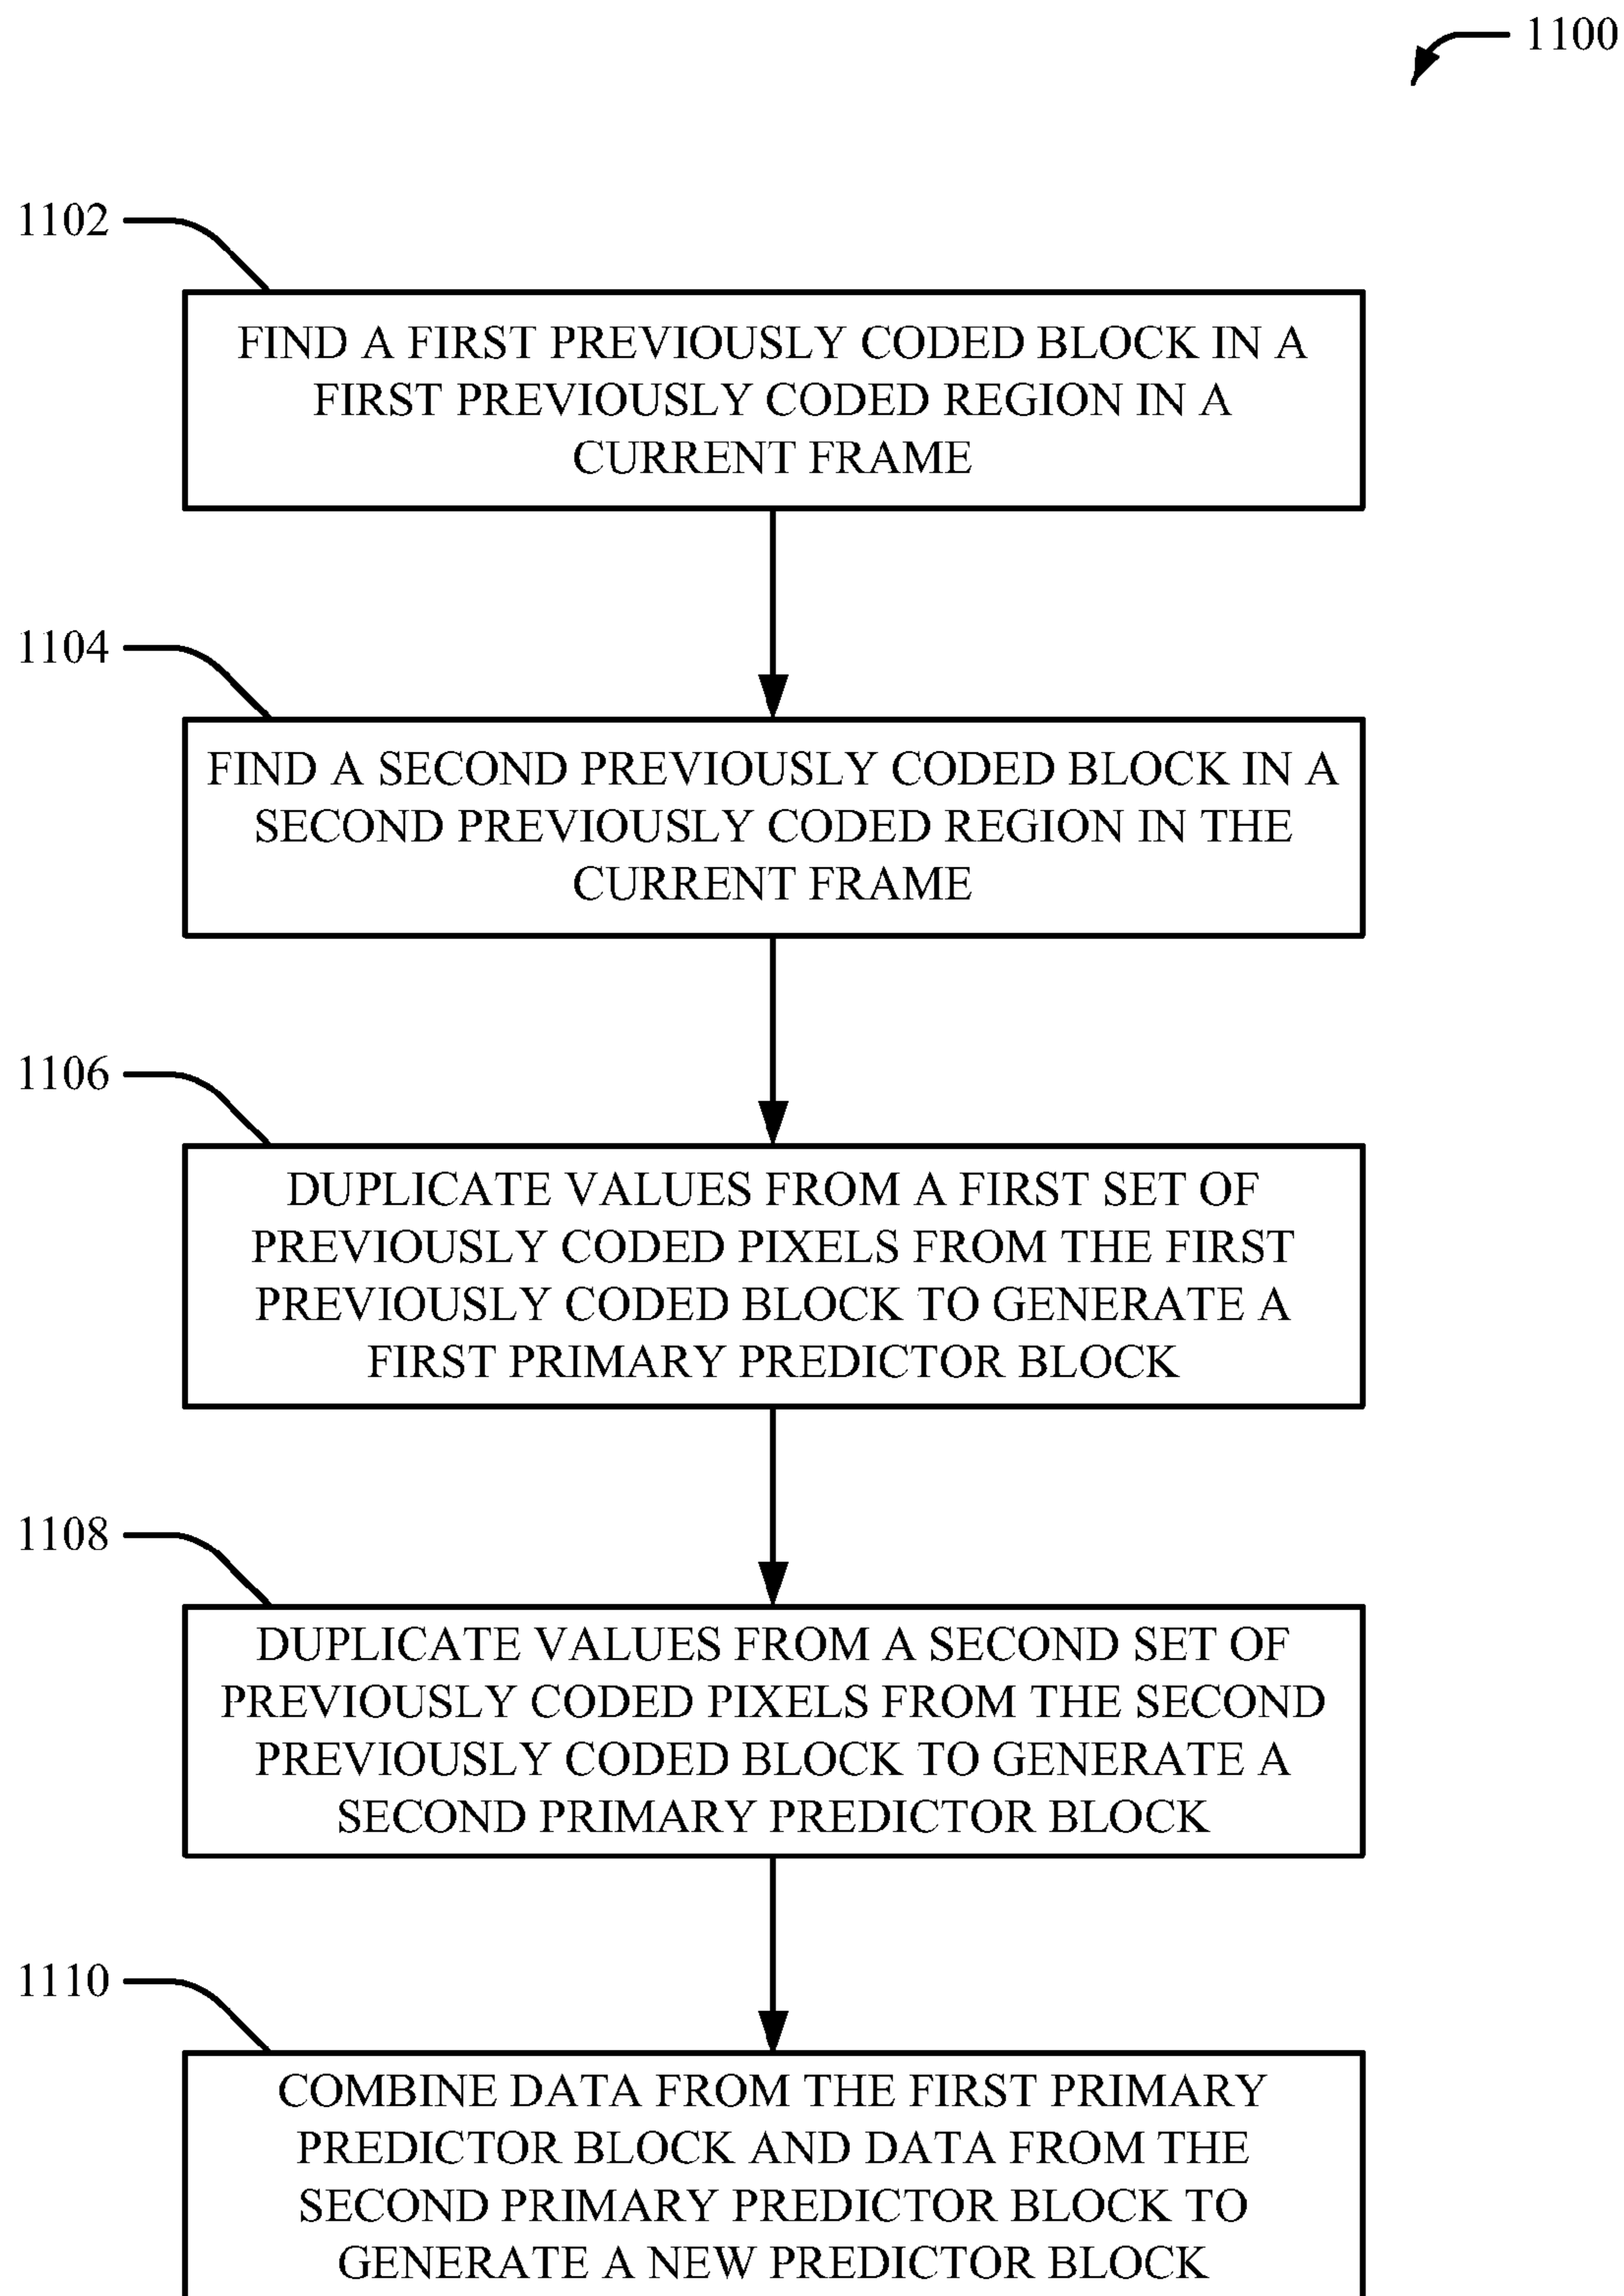 1100
1102
FIND A FIRST PREVIOUSLY CODED BLOCK IN A
FIRST PREVIOUSLY CODED REGION IN A
CURRENT FRAME
1104
FIND A SECOND PREVIOUSLY CODED BLOCK IN A
SECOND PREVIOUSLY CODED REGION IN THE
CURRENT FRAME
1106
DUPLICATE VALUES FROM A FIRST SET OF
PREVIOUSLY CODED PIXELS FROM THE FIRST
PREVIOUSLY CODED BLOCK TO GENERATE A
FIRST PRIMARY PREDICTOR BLOCK
1108
DUPLICATE VALUES FROM A SECOND SET OF
PREVIOUSLY CODED PIXELS FROM THE SECOND
PREVIOUSLY CODED BLOCK TO GENERATE A
SECOND PRIMARY PREDICTOR BLOCK
1110
COMBINE DATA FROM THE FIRST PRIMARY
PREDICTOR BLOCK AND DATA FROM THE
SECOND PRIMARY PREDICTOR BLOCK TO
GENERATE A NEW PREDICTOR BLOCK